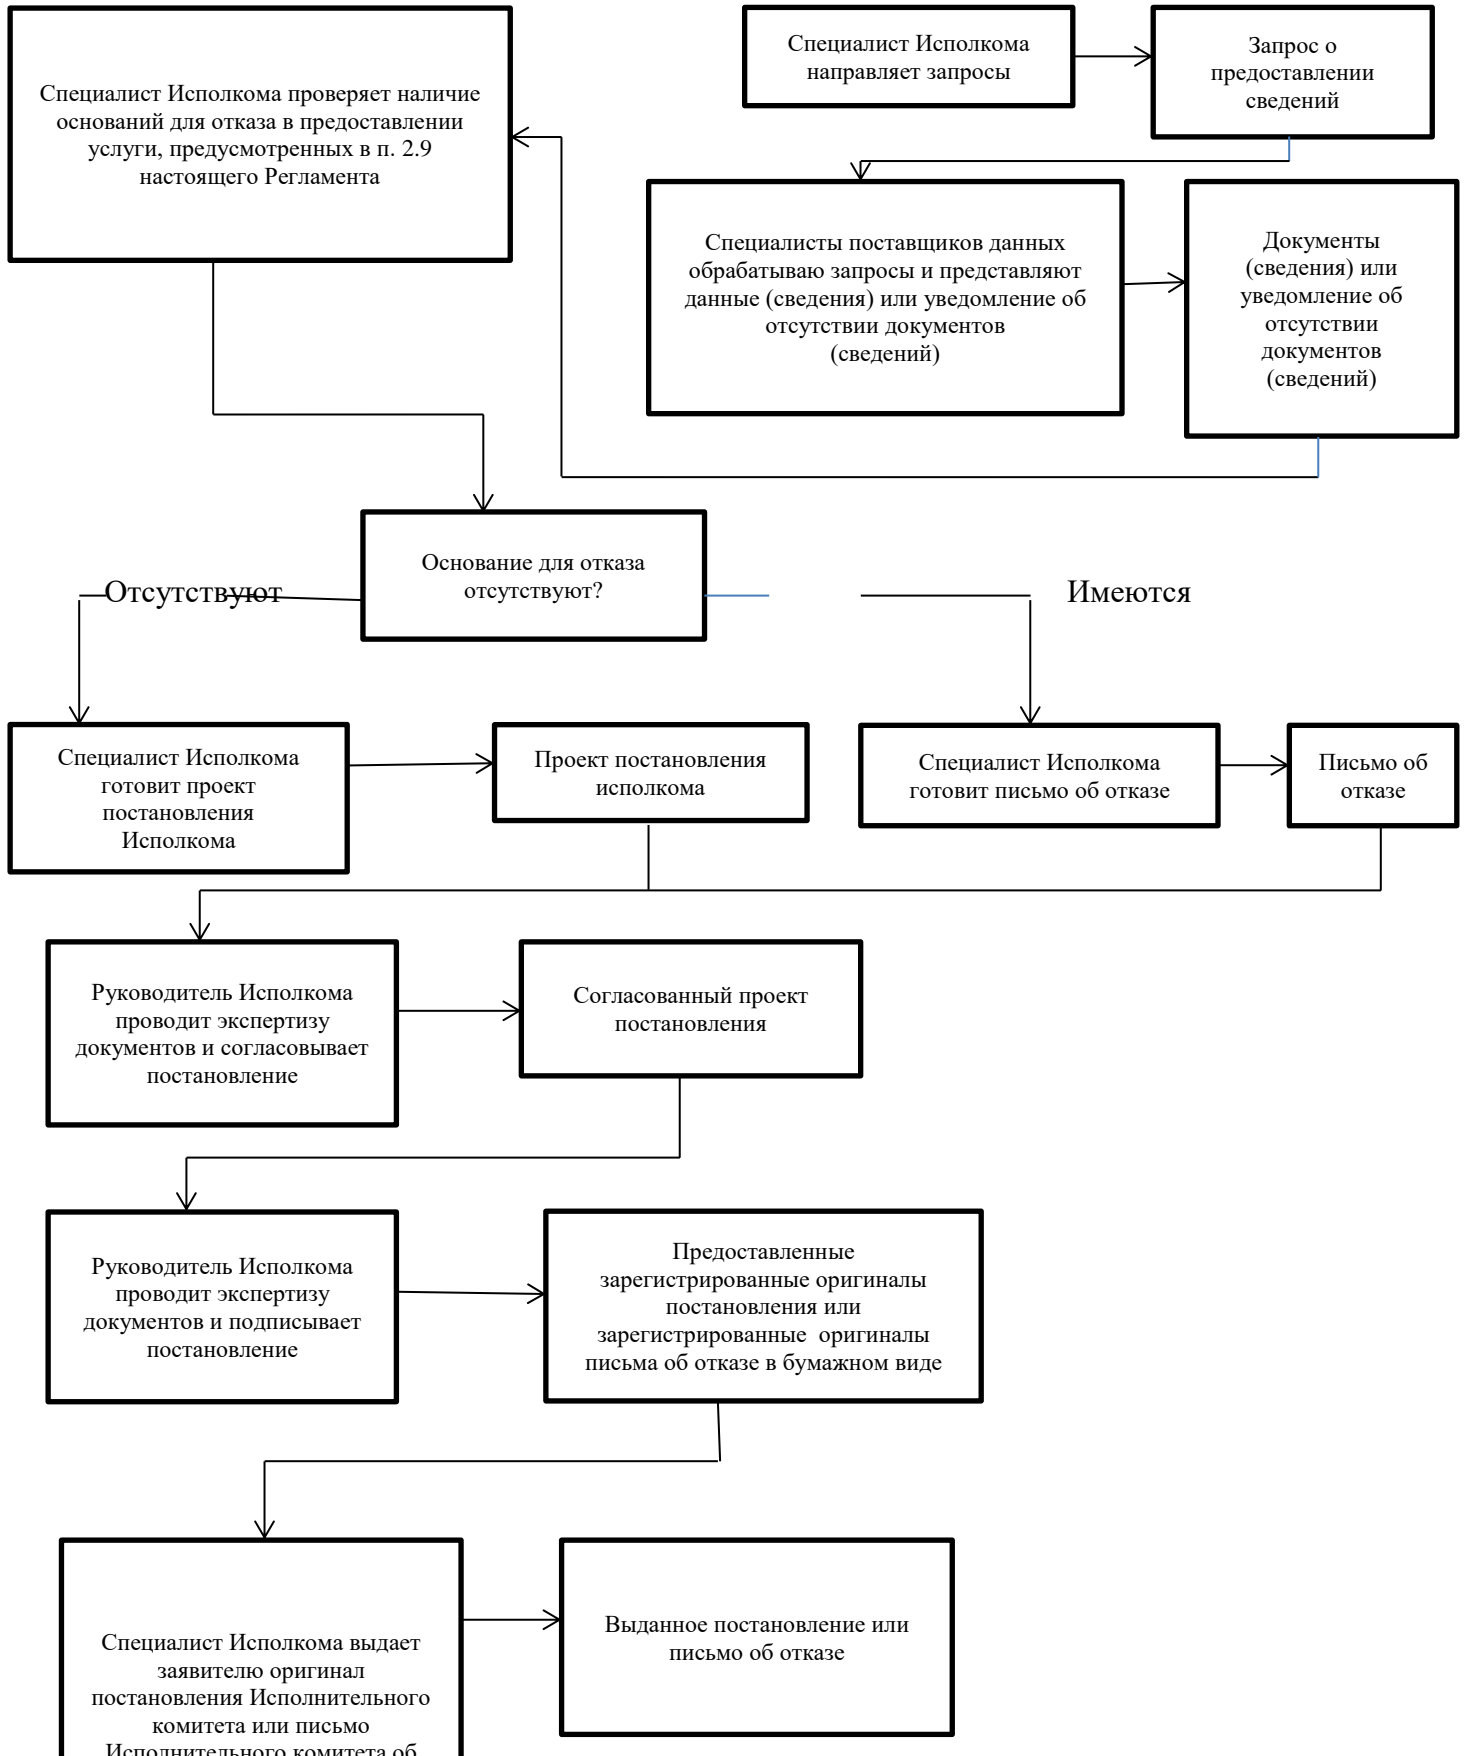 Специалист Исполкома проверяет наличие
оснований для отказа в предоставлении
услуги, предусмотренных в п. 2.9
настоящего Регламента
Специалист Исполкома
направляет запросы
Запрос о
предоставлении
сведений
Специалисты поставщиков данных
обрабатываю запросы и представляют
данные (сведения) или уведомление об
отсутствии документов
(сведений)
Документы
(сведения) или
уведомление об
отсутствии
документов
(сведений)
Основание для отказа
отсутствуют?
Отсутствуют
Имеются
Специалист Исполкома
готовит проект
постановления
Исполкома
Проект постановления
исполкома
Специалист Исполкома
готовит письмо об отказе
Письмо об
отказе
Руководитель Исполкома
проводит экспертизу
документов и согласовывает
постановление
Согласованный проект
постановления
Руководитель Исполкома
проводит экспертизу
документов и подписывает
постановление
Предоставленные
зарегистрированные оригиналы
постановления или
зарегистрированные оригиналы
письма об отказе в бумажном виде
Специалист Исполкома выдает
заявителю оригинал
постановления Исполнительного
комитета или письмо
Исполнительного комитета об
Выданное постановление или
письмо об отказе